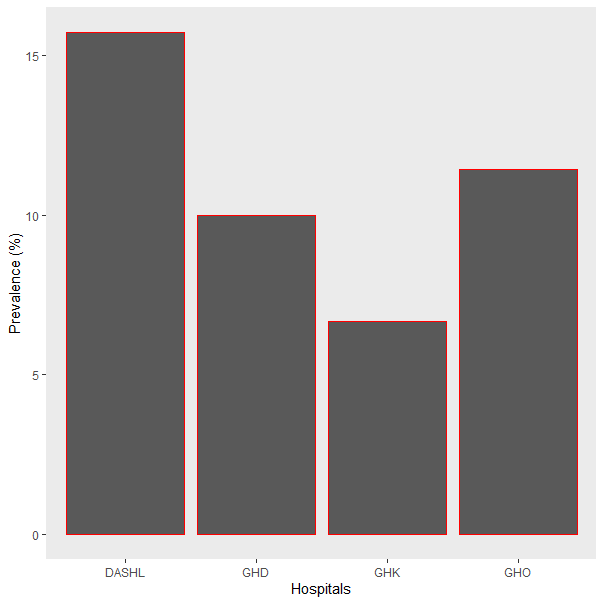 Prevalence (%)
15
10
5
0
DASHL GHD GHK GHO
Hospitals